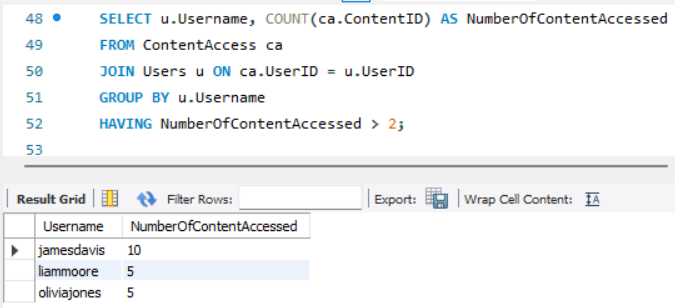 48 SELECT u.Username, COUNT(ca.ContentID) AS NumberOfContentAccessed
49 FROM ContentAccess ca
50 JOIN Users u ON ca.UserID = u.UserID
51 GROUP BY u.Username
52 HAVING NumberOfContentAccessed > 2;
53
Result Grid Filter Rows: Export: Wrap Cell Content: IA
Username NumberOfContentAccessed
jamesdavis 10
liammoore 5
oliviajones 5